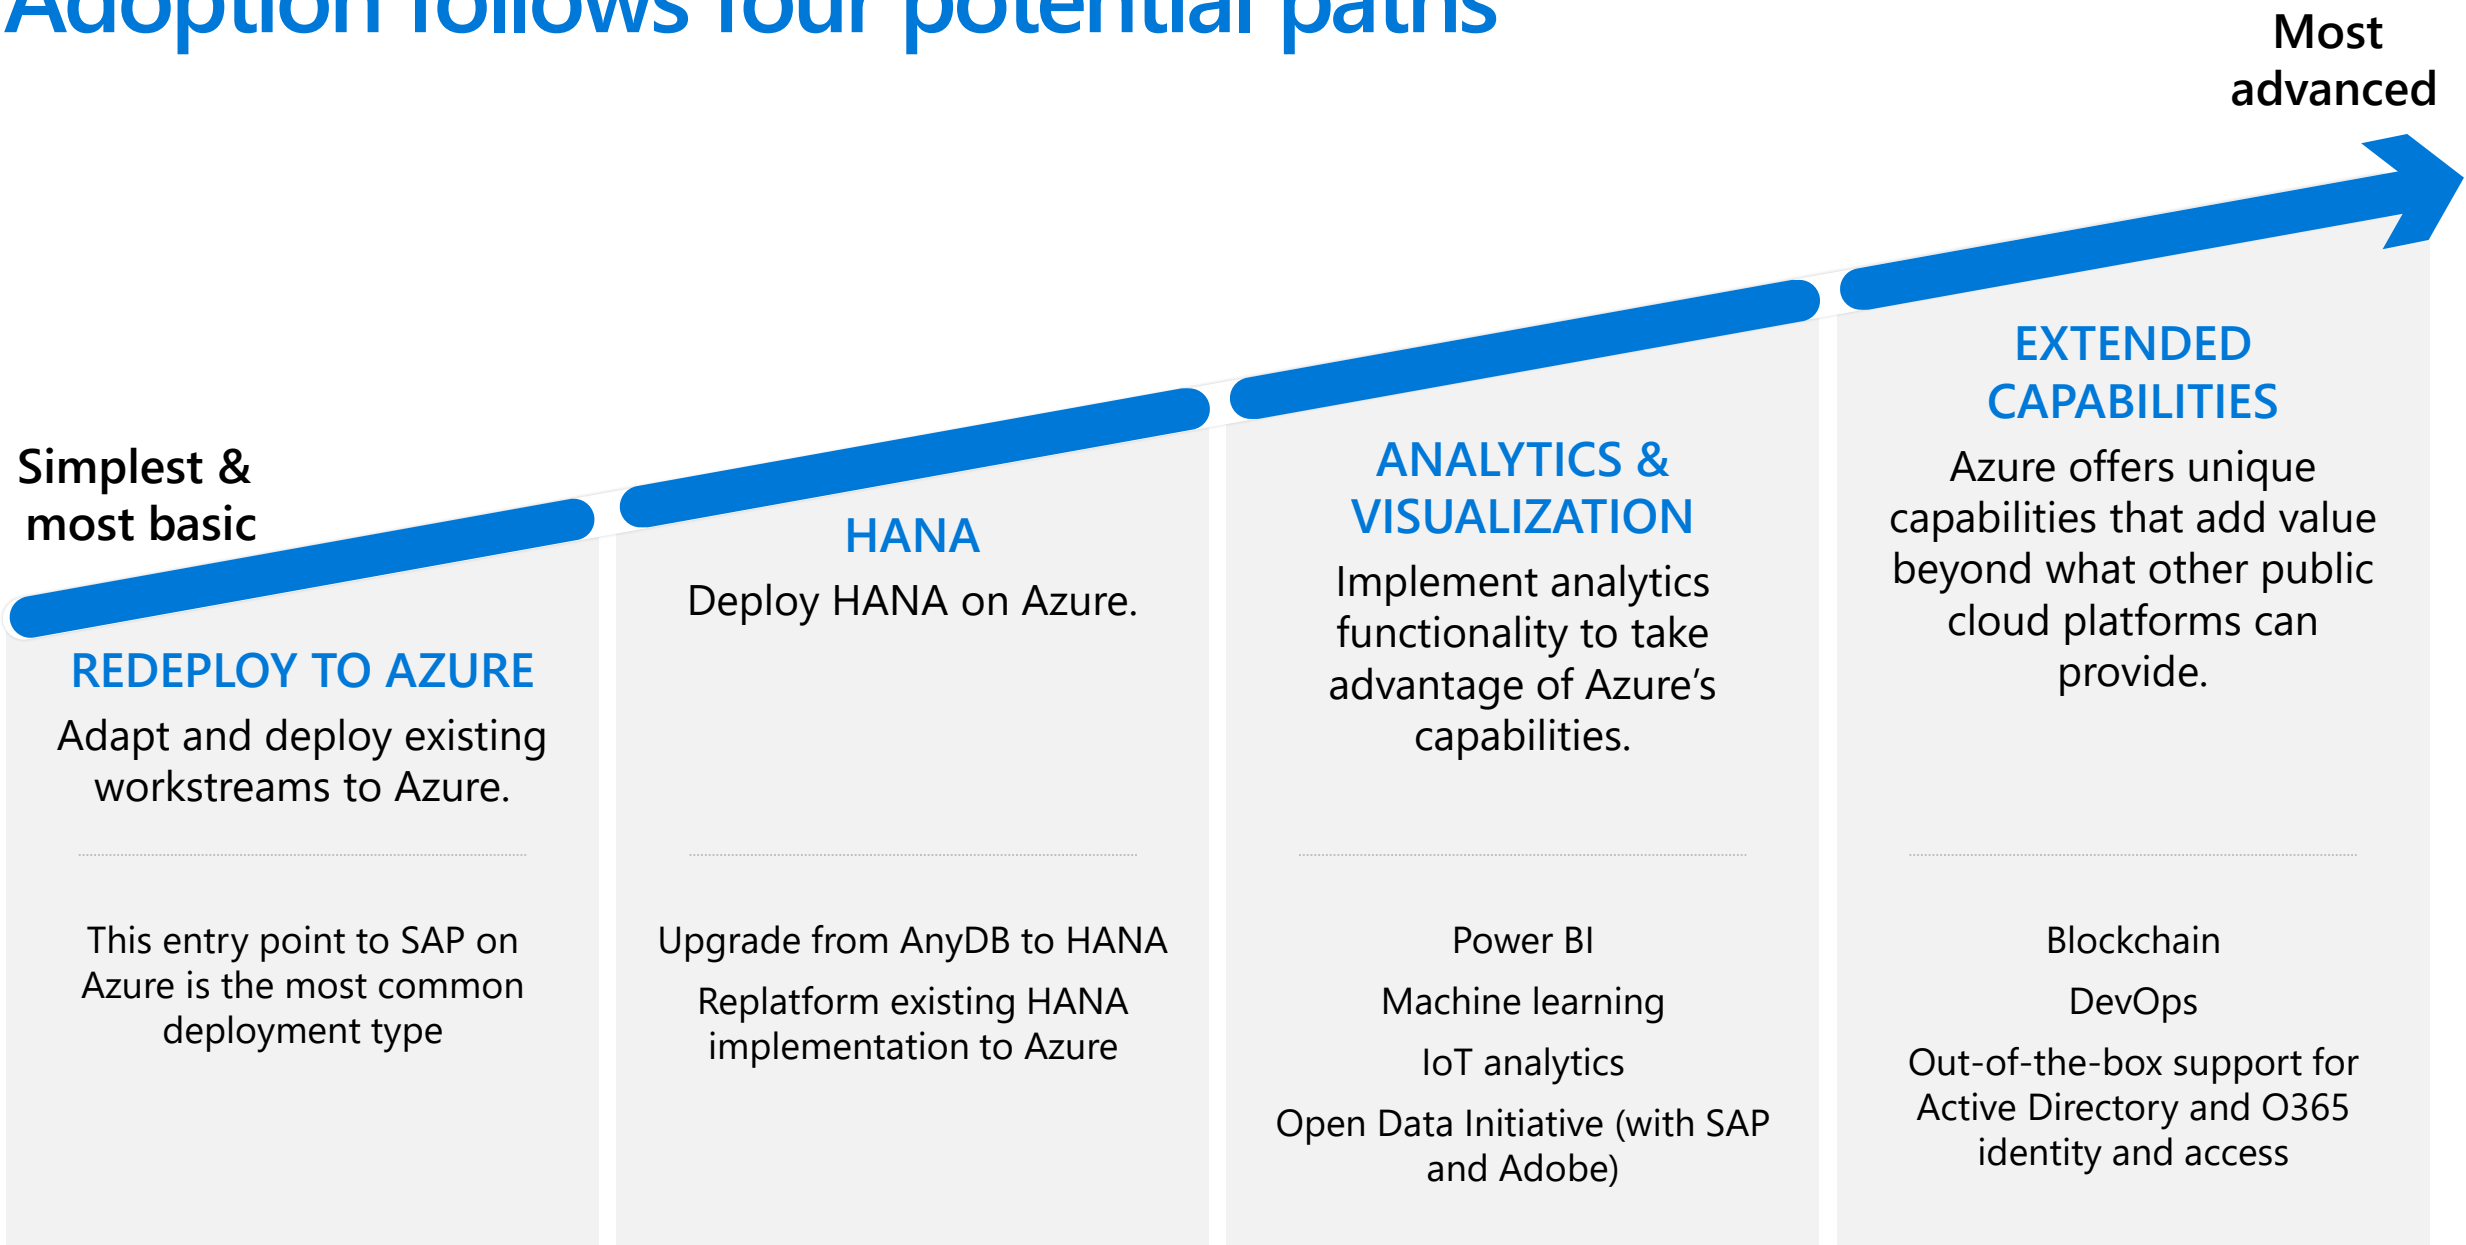 Adoption follows four potential paths
Most
advanced
Simplest &
most basic
REDEPLOY TO AZURE
Adapt and deploy existing
workstreams to Azure.
This entry point to SAP on
Azure is the most common
deployment type
HANA
Deploy HANA on Azure.
Upgrade from AnyDB to HANA
Replatform existing HANA
implementation to Azure
ANALYTICS &
VISUALIZATION
Implement analytics
functionality to take
advantage of Azure’s
capabilities.
Power BI
Machine learning
IoT analytics
Open Data Initiative (with SAP
and Adobe)
EXTENDED
CAPABILITIES
Azure offers unique
capabilities that add value
beyond what other public
cloud platforms can
provide.
Blockchain
DevOps
Out-of-the-box support for
Active Directory and O365
identity and access